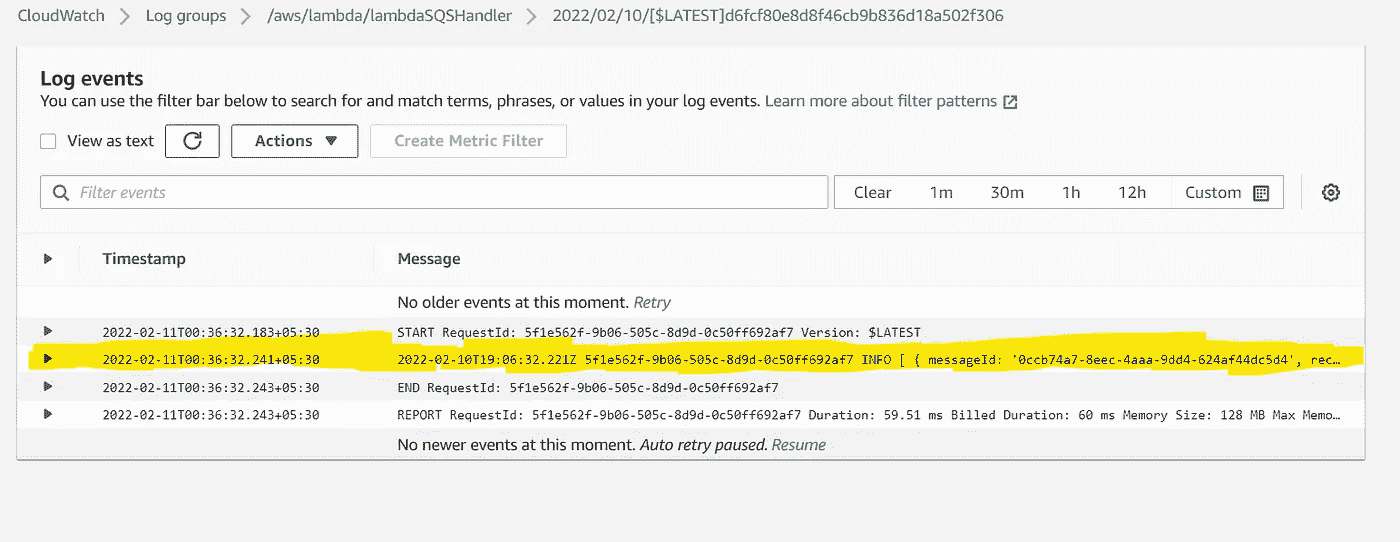 CloudWatch > Log groups > /aws/lambda/lambdaSQSHandler > 2022/02/10/[$LATEST]d6fcf80e8d8f46cb9b836d18a502f306
Log events
You can use the filter bar below to search for and match terms, phrases, or values in your log events. Learn more about filter patterns
View as text Actions Create Metric Filter
Filter events Clear 1m 30m 1h 12h Custom
Timestamp Message
No older events at this moment. Retry
2022-02-11T00:36:32.183+05:30 START RequestId: 5f1e562f-9b06-505c-8d9d-0c50ff692af7 Version: $LATEST
2022-02-11T00:36:32.241+05:30 2022-02-10T19:06:32.221Z 5f1e562f-9b06-505c-8d9d-0c50ff692af7 INFO [ { messageId: '0ccb74a7-8eec-4aaa-9dd4-624af44dc5d4', rec…
2022-02-11T00:36:32.243+05:30 END RequestId: 5f1e562f-9b06-505c-8d9d-0c50ff692af7
2022-02-11T00:36:32.243+05:30 REPORT RequestId: 5f1e562f-9b06-505c-8d9d-0c50ff692af7 Duration: 59.51 ms Billed Duration: 60 ms Memory Size: 128 MB Max Memo…
No newer events at this moment. Auto retry paused. Resume